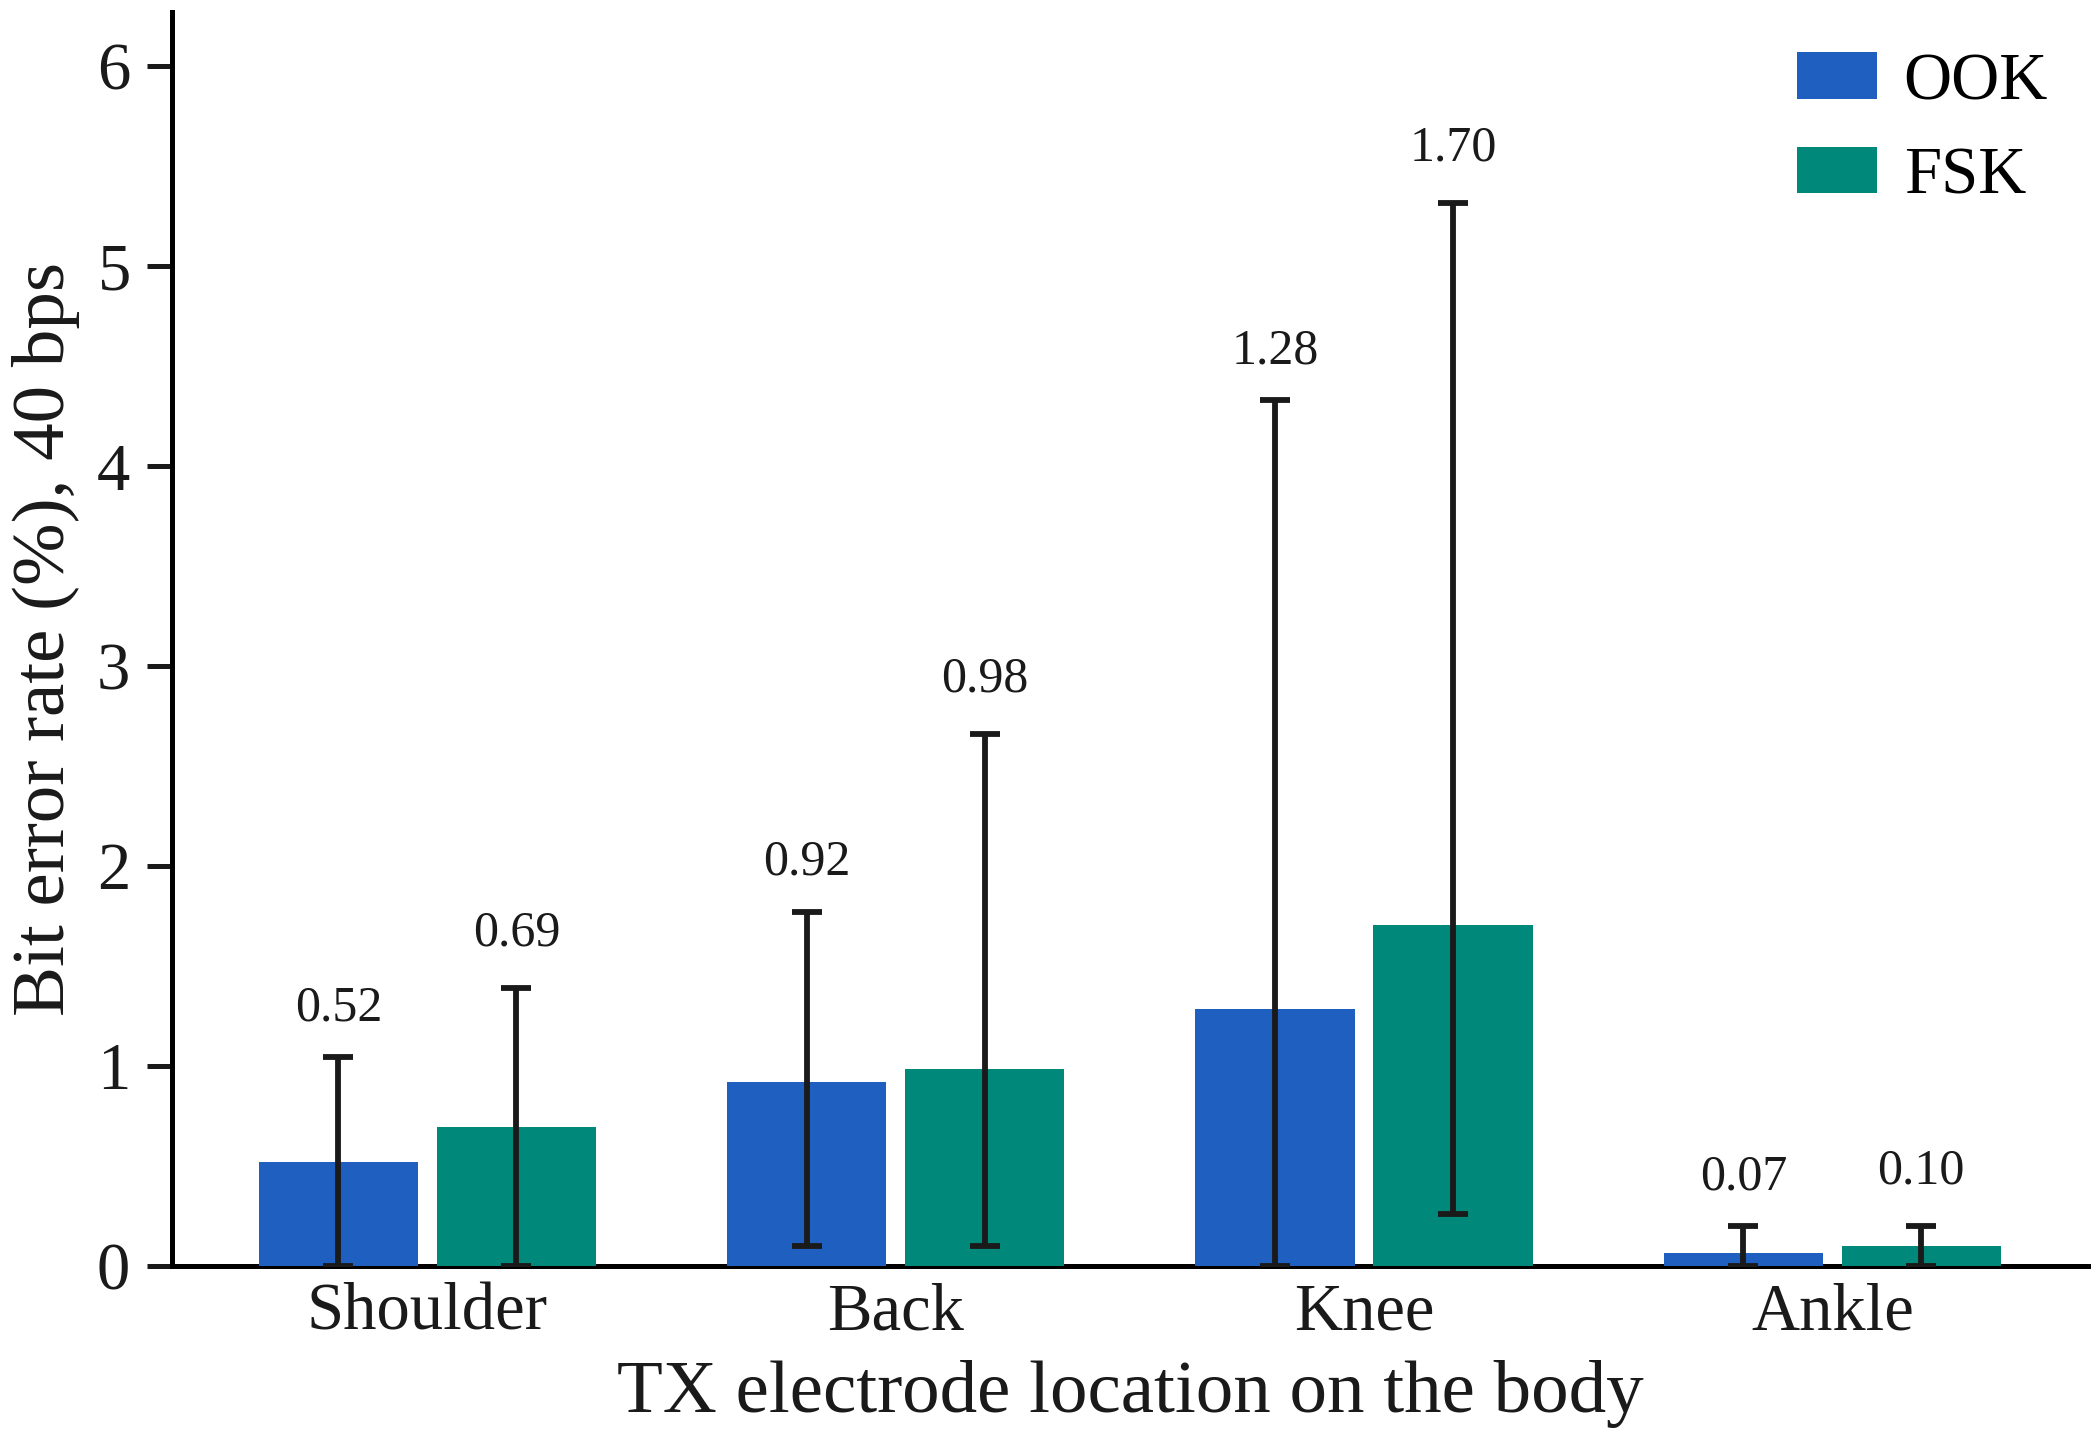 Bit error rate (%), 40 bps
6
5
4
3
2
1
0
OOK
FSK
0.52
0.69
0.92
0.98
1.28
1.70
0.07
0.10
Shoulder
Back
Knee
Ankle
TX electrode location on the body